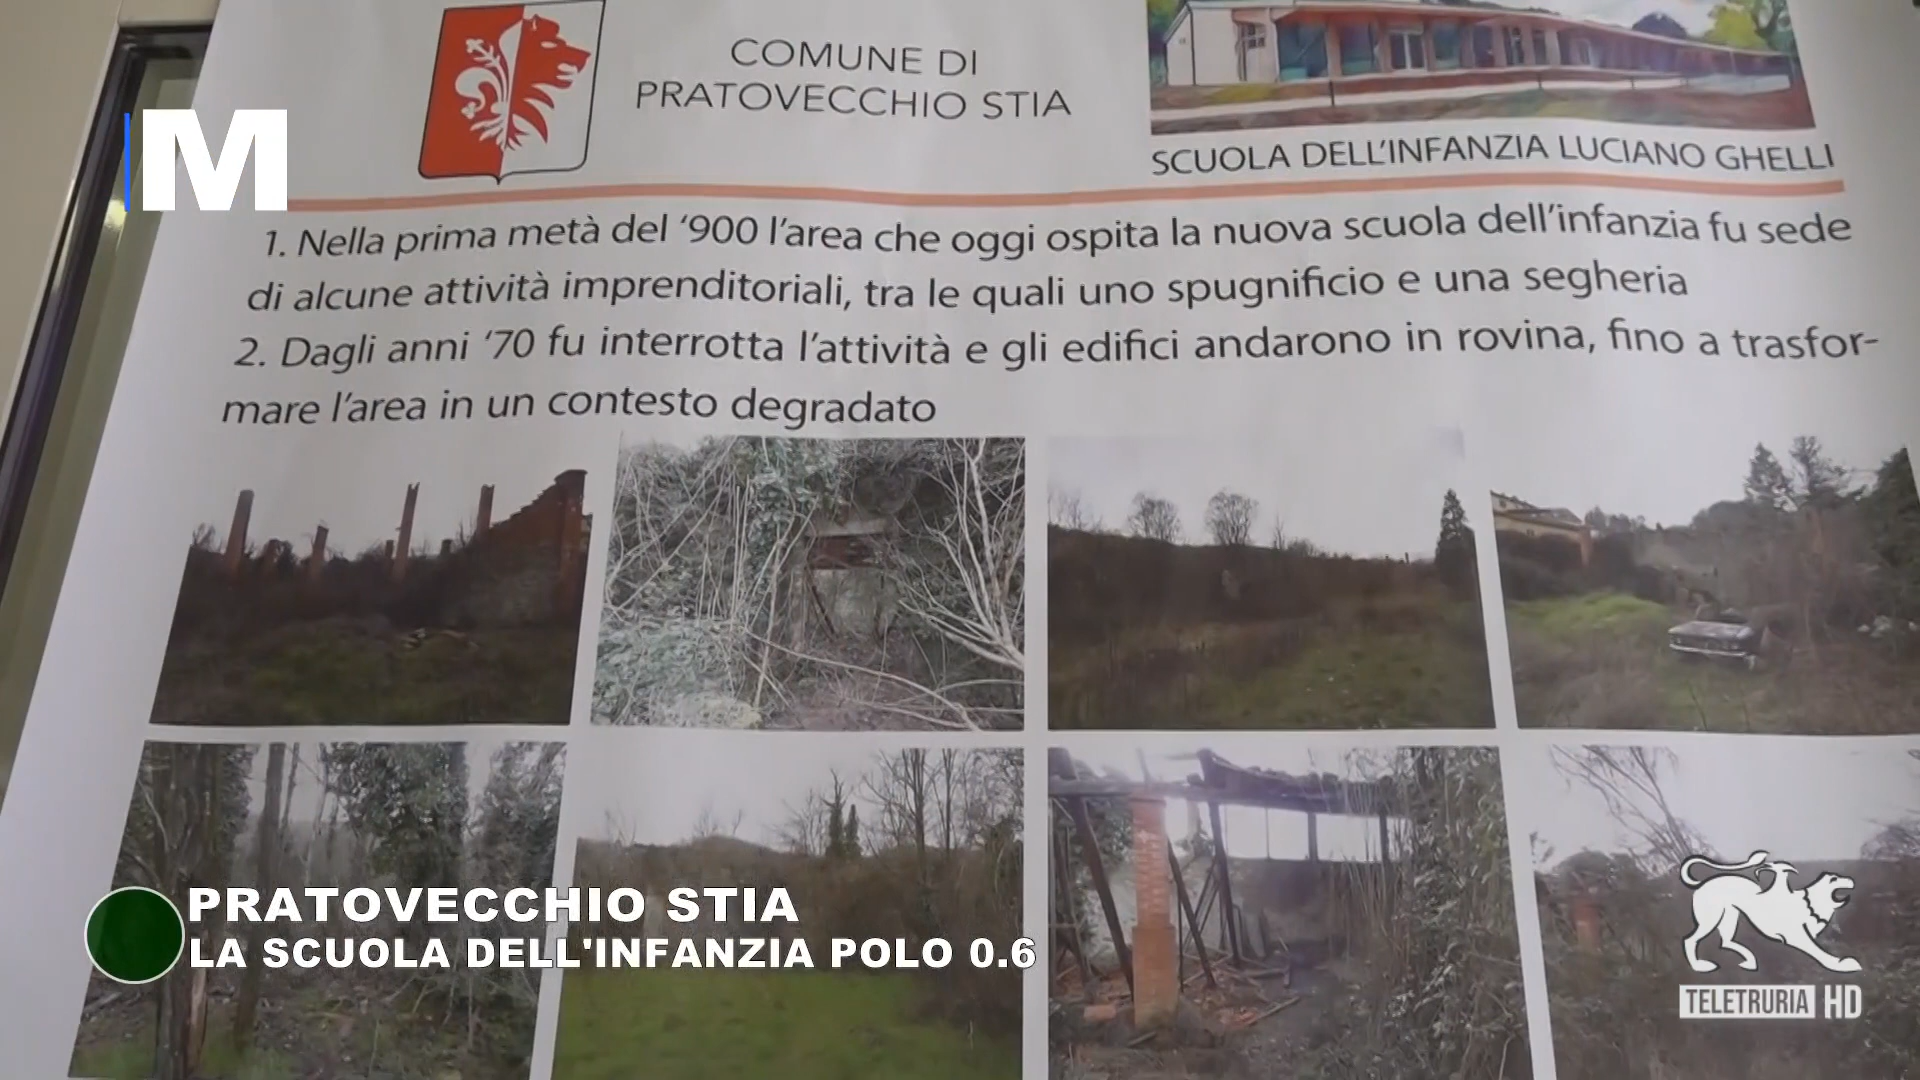 COMUNE DI
PRATOVECCHIO STIA
SCUOLA DELL'INFANZIA LUCIANO GHELLI
M
1. Nella prima metà del '900 l'area che oggi ospita la nuova scuola dell'infanzia fu sede
di alcune attività imprenditoriali, tra le quali uno spugnificio e una segheria
2. Dagli anni '70 fu interrotta l'attività e gli edifici andarono in rovina, fino a trasfor-
mare l'area in un contesto degradato
PRATOVECCHIO STIA
LA SCUOLA DELL'INFANZIA POLO 0.6
TELETRURIA HD